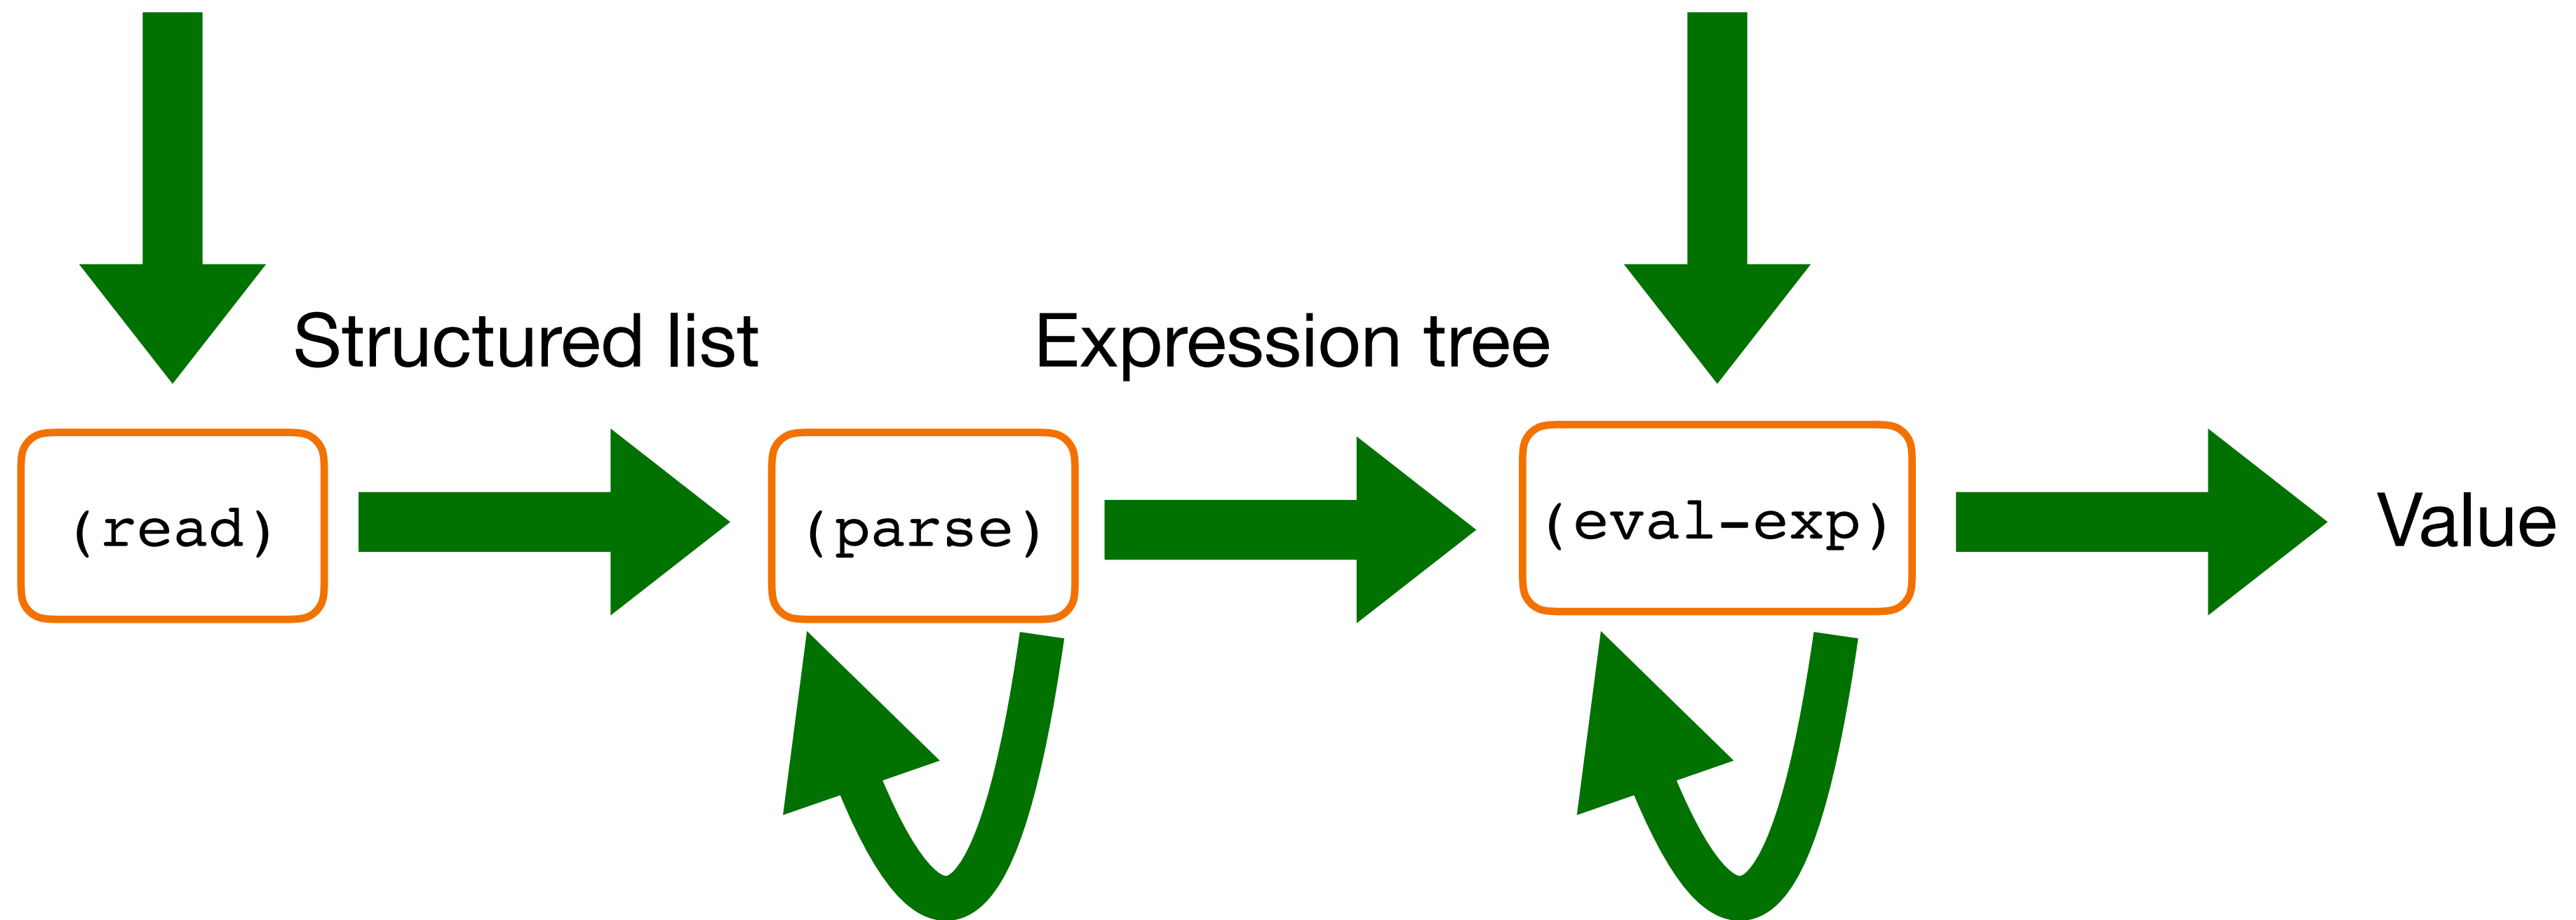 Structured list
Expression tree
(read)
(parse)
(eval-exp)
Value